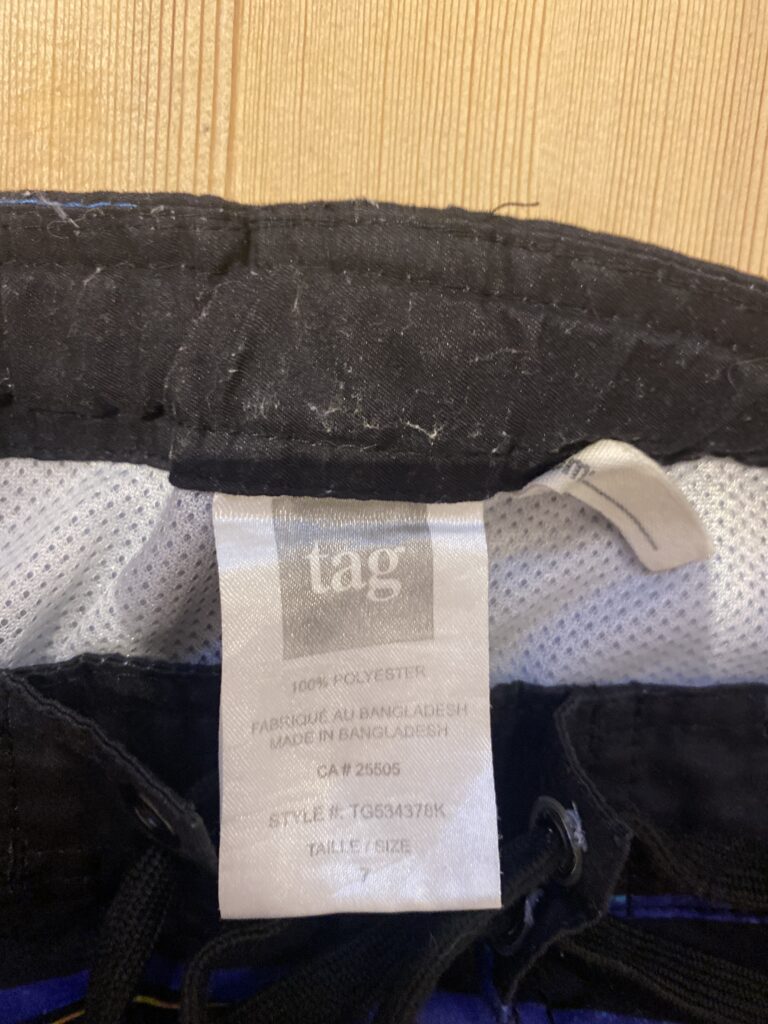 tag
100% POLYESTER
FABRIQUÉ AU BANGLADESH
MADE IN BANGLADESH
CA # 25505
STYLE #: TG534378K
TAILLE / SIZE
7